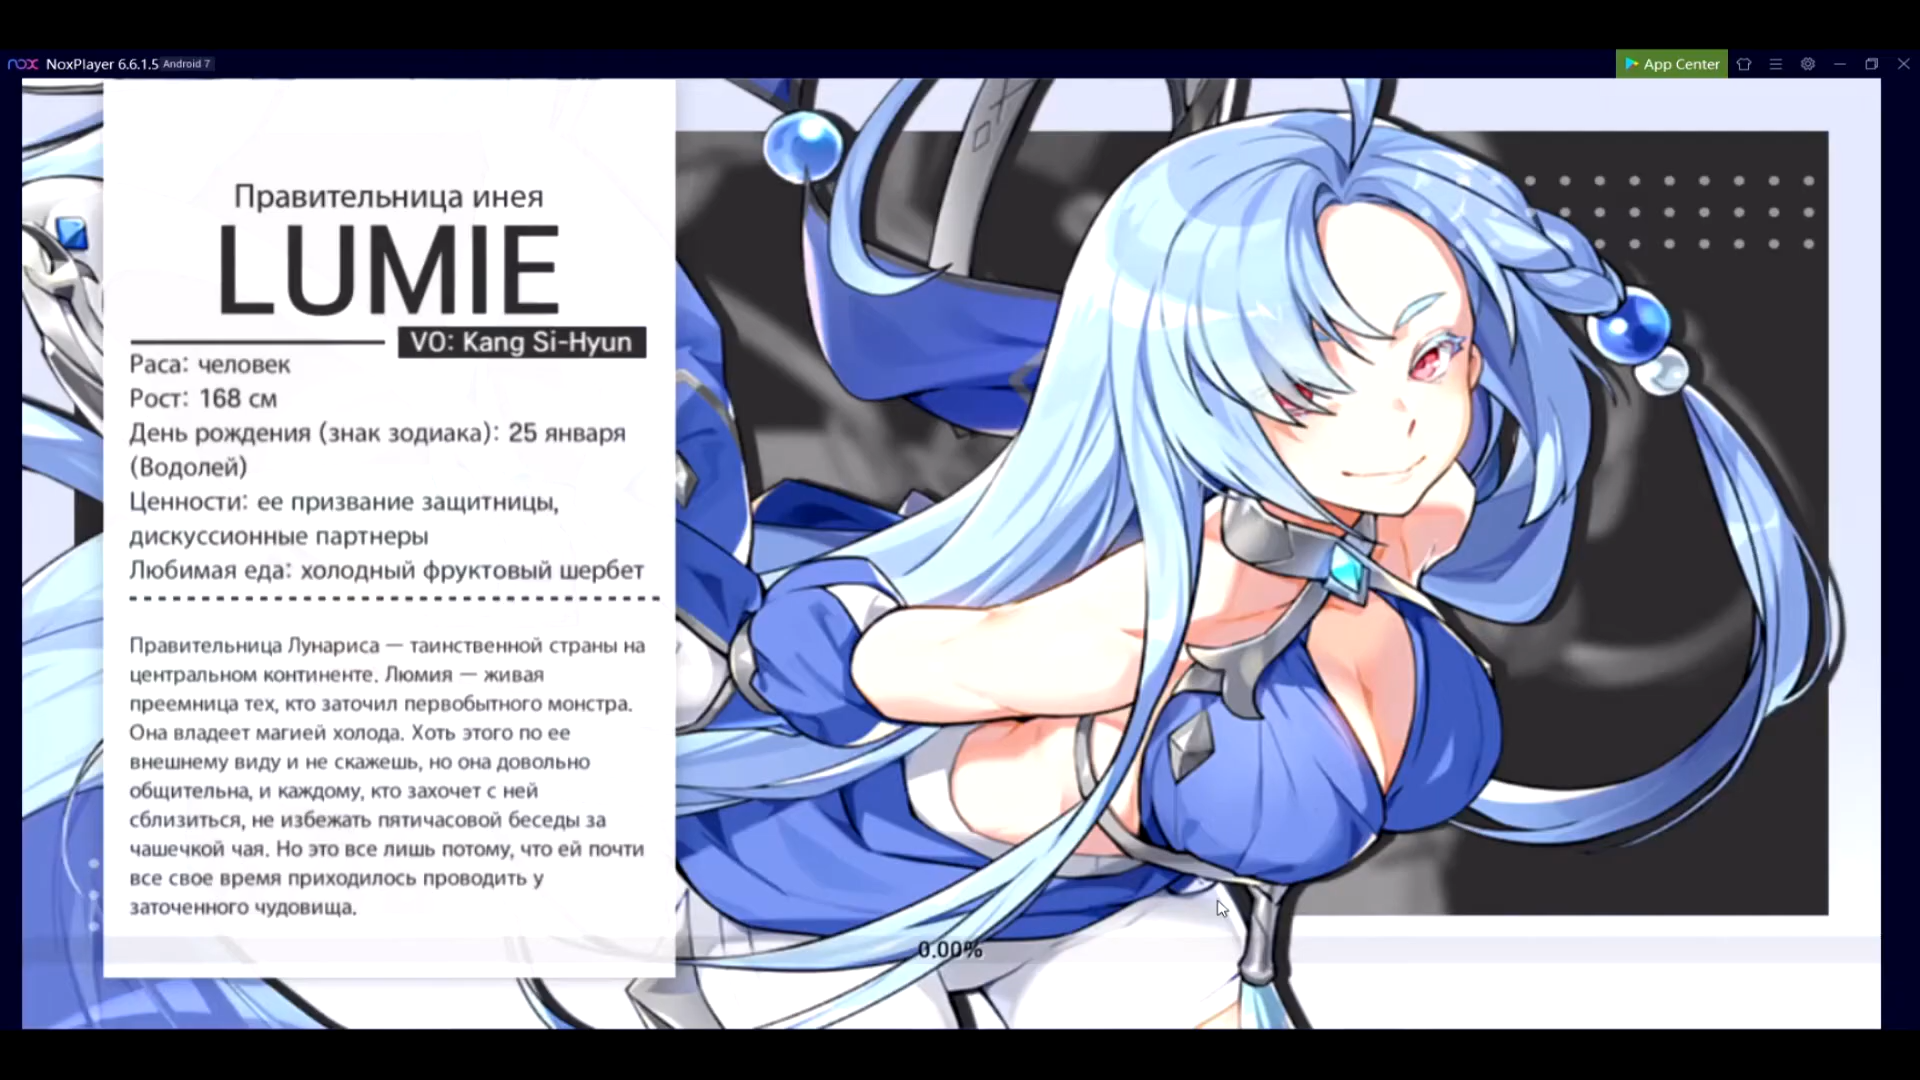 nox NoxPlayer 6.6.1.5 Android 7
App Center
Правительница инея
LUMIE
VO: Kang Si-Hyun
Раса: человек
Рост: 168 см
День рождения (знак зодиака): 25 января
(Водолей)
Ценности: ее призвание защитницы,
дискуссионные партнеры
Любимая еда: холодный фруктовый шербет
Правительница Лунариса — таинственной страны на
центральном континенте. Люмия — живая
преемница тех, кто заточил первобытного монстра.
Она владеет магией холода. Хоть этого по ее
внешнему виду и не скажешь, но она довольно
общительна, и каждому, кто захочет с ней
сблизиться, не избежать пятичасовой беседы за
чашечкой чая. Но это все лишь потому, что ей почти
все свое время приходилось проводить у
заточенного чудовища.
0.00%